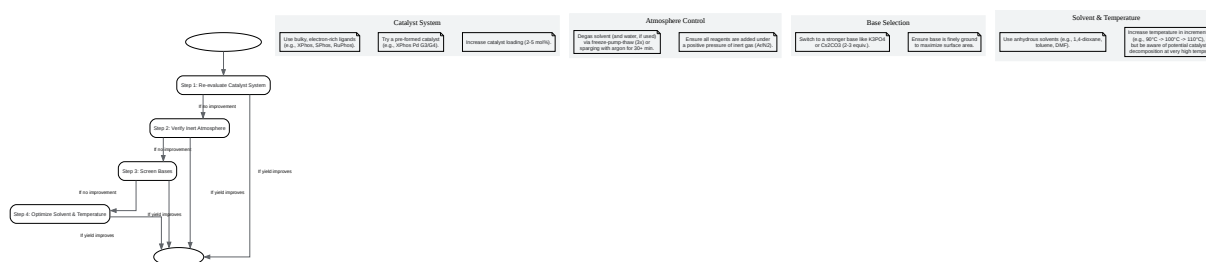 Catalyst System
Use bulky, electron-rich ligands
(e.g., XPhos, SPhos, RuPhos).
Try a pre-formed catalyst
(e.g., XPhos Pd G3/G4).
Increase catalyst loading (2-5 mol%).
Atmosphere Control
Degas solvent (and water, if used)
via freeze-pump-thaw (3x) or
sparging with argon for 30+ min.
Ensure all reagents are added under
a positive pressure of inert gas (Ar/N2).
Base Selection
Switch to a stronger base like K3PO4
or Cs2CO3 (2-3 equiv.).
Ensure base is finely ground
to maximize surface area.
Solvent & Temperature
Use anhydrous solvents (e.g., 1,4-dioxane,
toluene, DMF).
Increase temperature in increment
(e.g., 90°C -> 100°C -> 110°C),
but be aware of potential catalyst
decomposition at very high temps
Step 1: Re-evaluate Catalyst System
If no improvement
Step 2: Verify Inert Atmosphere
If no improvement
Step 3: Screen Bases
If yield improves
If no improvement
If yield improves
Step 4: Optimize Solvent & Temperature
If yield improves
If yield improves